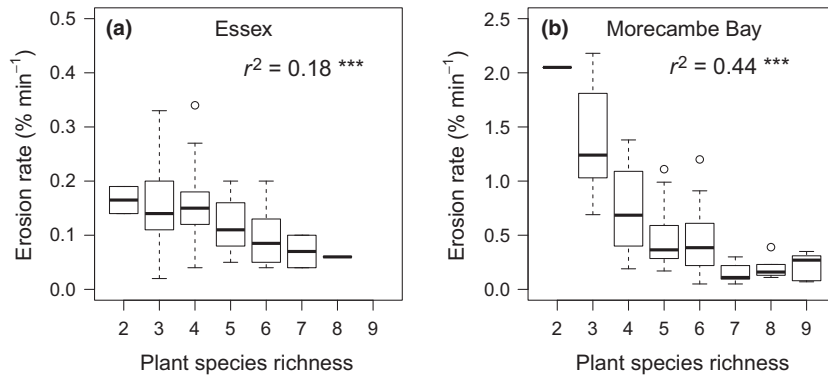 (a) Essex
r² = 0.18 ***
Erosion rate (% min⁻¹)
0.5
0.4
0.3
0.2
0.1
0.0
2 3 4 5 6 7 8 9
Plant species richness
(b) Morecambe Bay
r² = 0.44 ***
Erosion rate (% min⁻¹)
2.5
2.0
1.5
1.0
0.5
0.0
2 3 4 5 6 7 8 9
Plant species richness